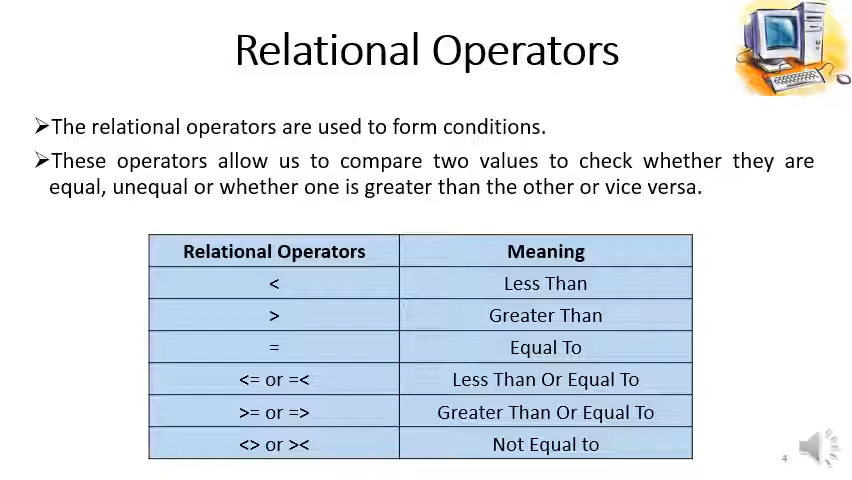 Relational Operators
➢The relational operators are used to form conditions.
➢These operators allow us to compare two values to check whether they are
equal, unequal or whether one is greater than the other or vice versa.
Relational Operators Meaning
< Less Than
> Greater Than
= Equal To
<= or =< Less Than Or Equal To
>= or => Greater Than Or Equal To
<> or >< Not Equal to
4